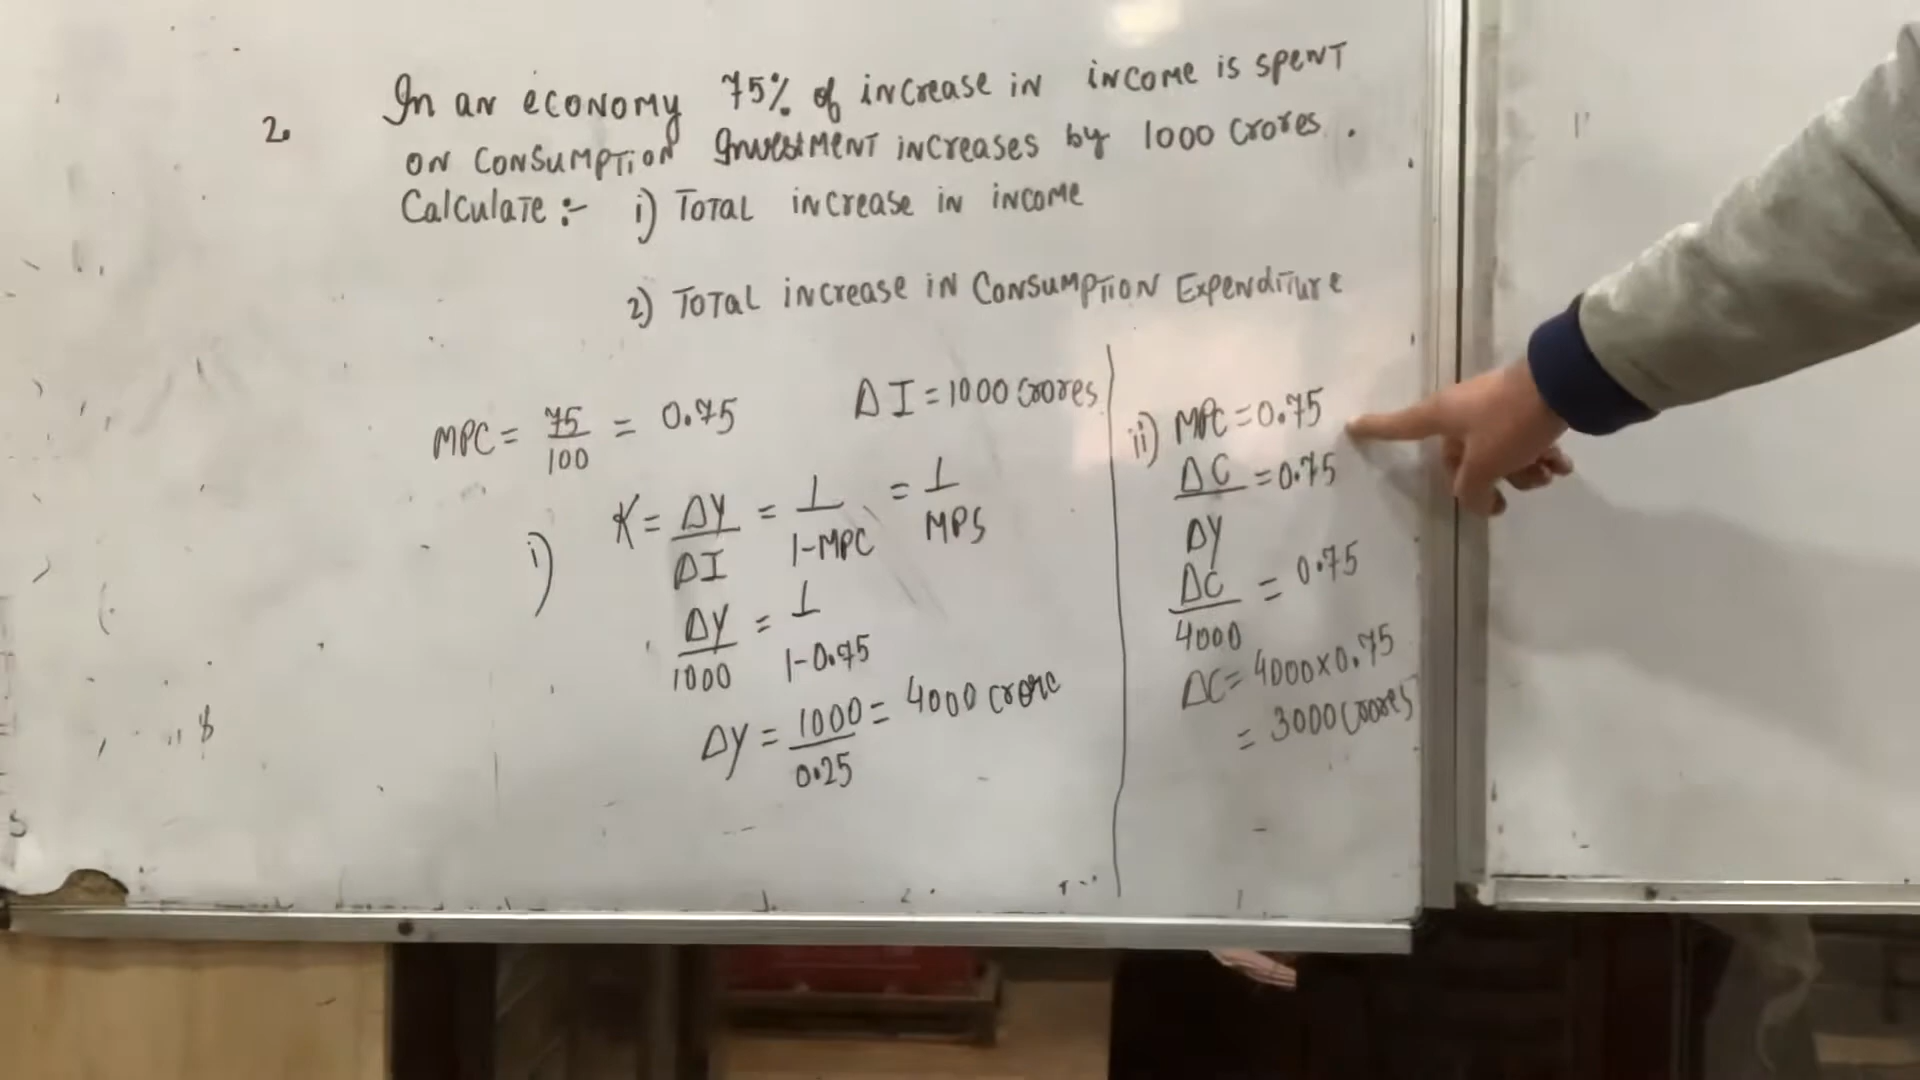 2. In an economy 75% of increase in income is spent
on consumption Investment increases by 1000 crores.
Calculate :- i) Total increase in income
2) Total increase in Consumption Expenditure
MPC = 75/100 = 0.75 ΔI = 1000 crores
i) K = ΔY/ΔI = 1/1-MPC = 1/MPS
ΔY/1000 = 1/1-0.75
ΔY = 1000/0.25 = 4000 crore
ii) MPC = 0.75
ΔC/ΔY = 0.75
ΔC/4000 = 0.75
ΔC = 4000×0.75
= 3000 crores